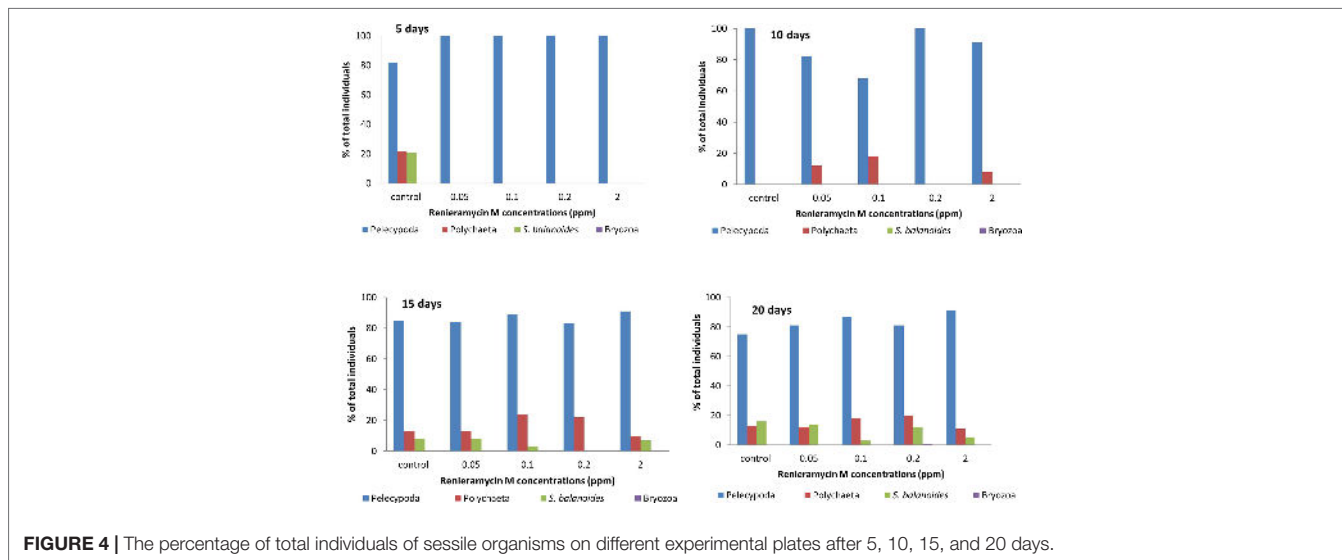 5 days
% of total individuals
100
80
60
40
20
0
control 0.05 0.1 0.2 2
Renieramycin M concentrations (ppm)
Pelecypoda Polychaeta S. Bryozoa
10 days
% of total individuals
100
80
60
40
20
0
control 0.05 0.1 0.2 2
Renieramycin M concentrations (ppm)
Pelecypoda Polychaeta S. balanoides Bryozoa
15 days
% of total individuals
100
80
60
40
20
0
control 0.05 0.1 0.2 2
Renieramycin M concentrations (ppm)
Pelecypoda Polychaeta S. balanoides Bryozoa
20 days
% of total individuals
100
80
60
40
20
0
control 0.05 0.1 0.2 2
Renieramycin M concentrations (ppm)
Pelecypoda Polychaeta S. balanoides Bryozoa
FIGURE 4 | The percentage of total individuals of sessile organisms on different experimental plates after 5, 10, 15, and 20 days.